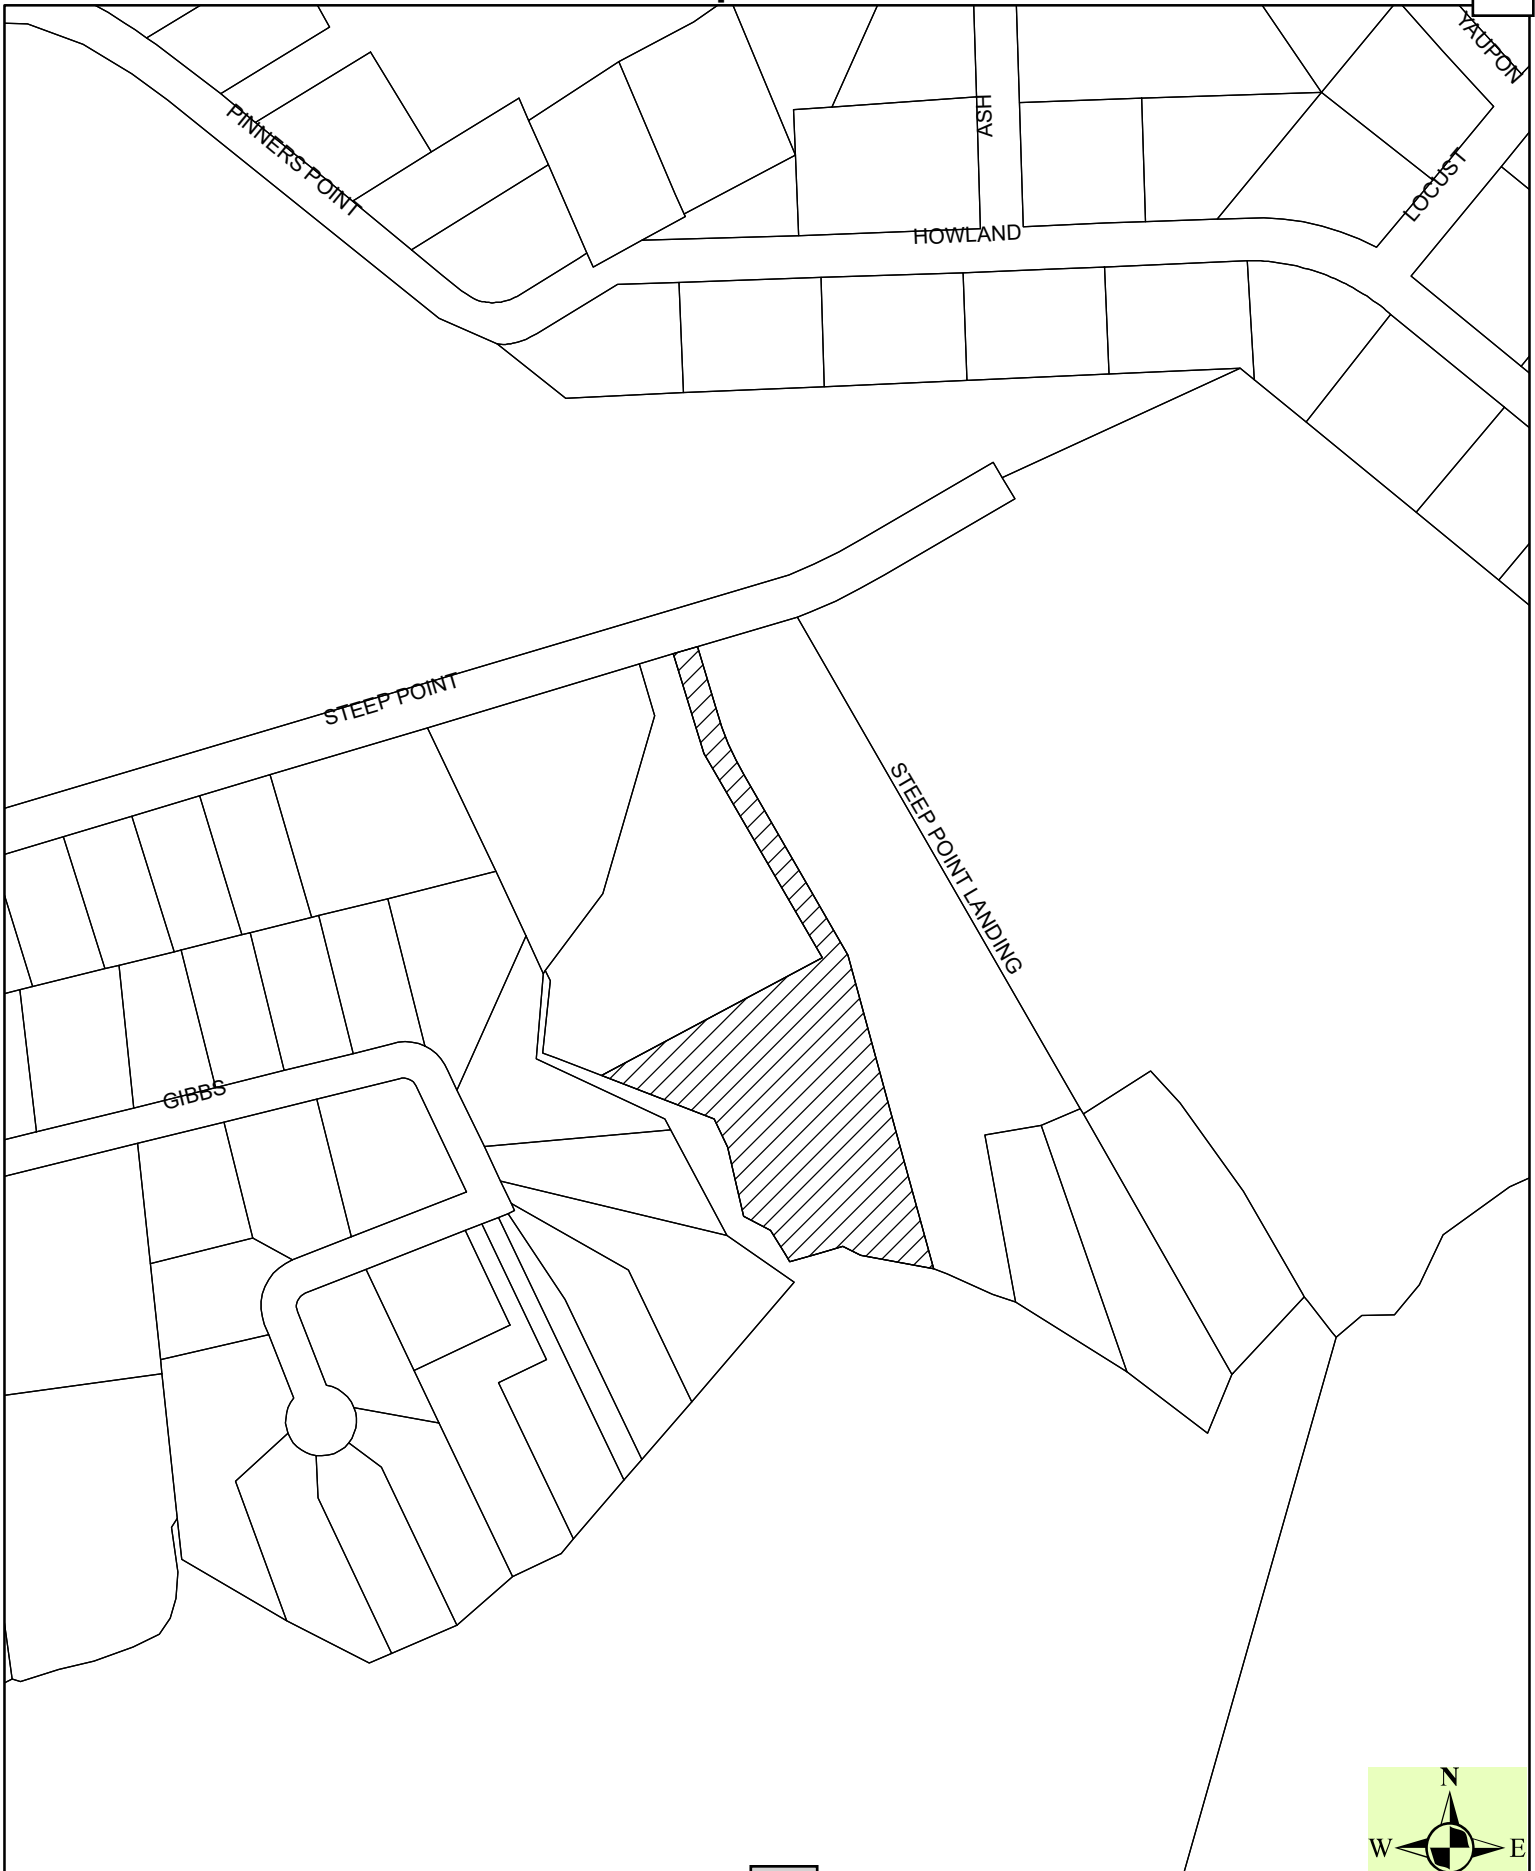 YAUPON
ASH
PINNERS POINT
LOCUST
HOWLAND
STEEP POINT
STEEP POINT LANDING
GIBBS
N
W E